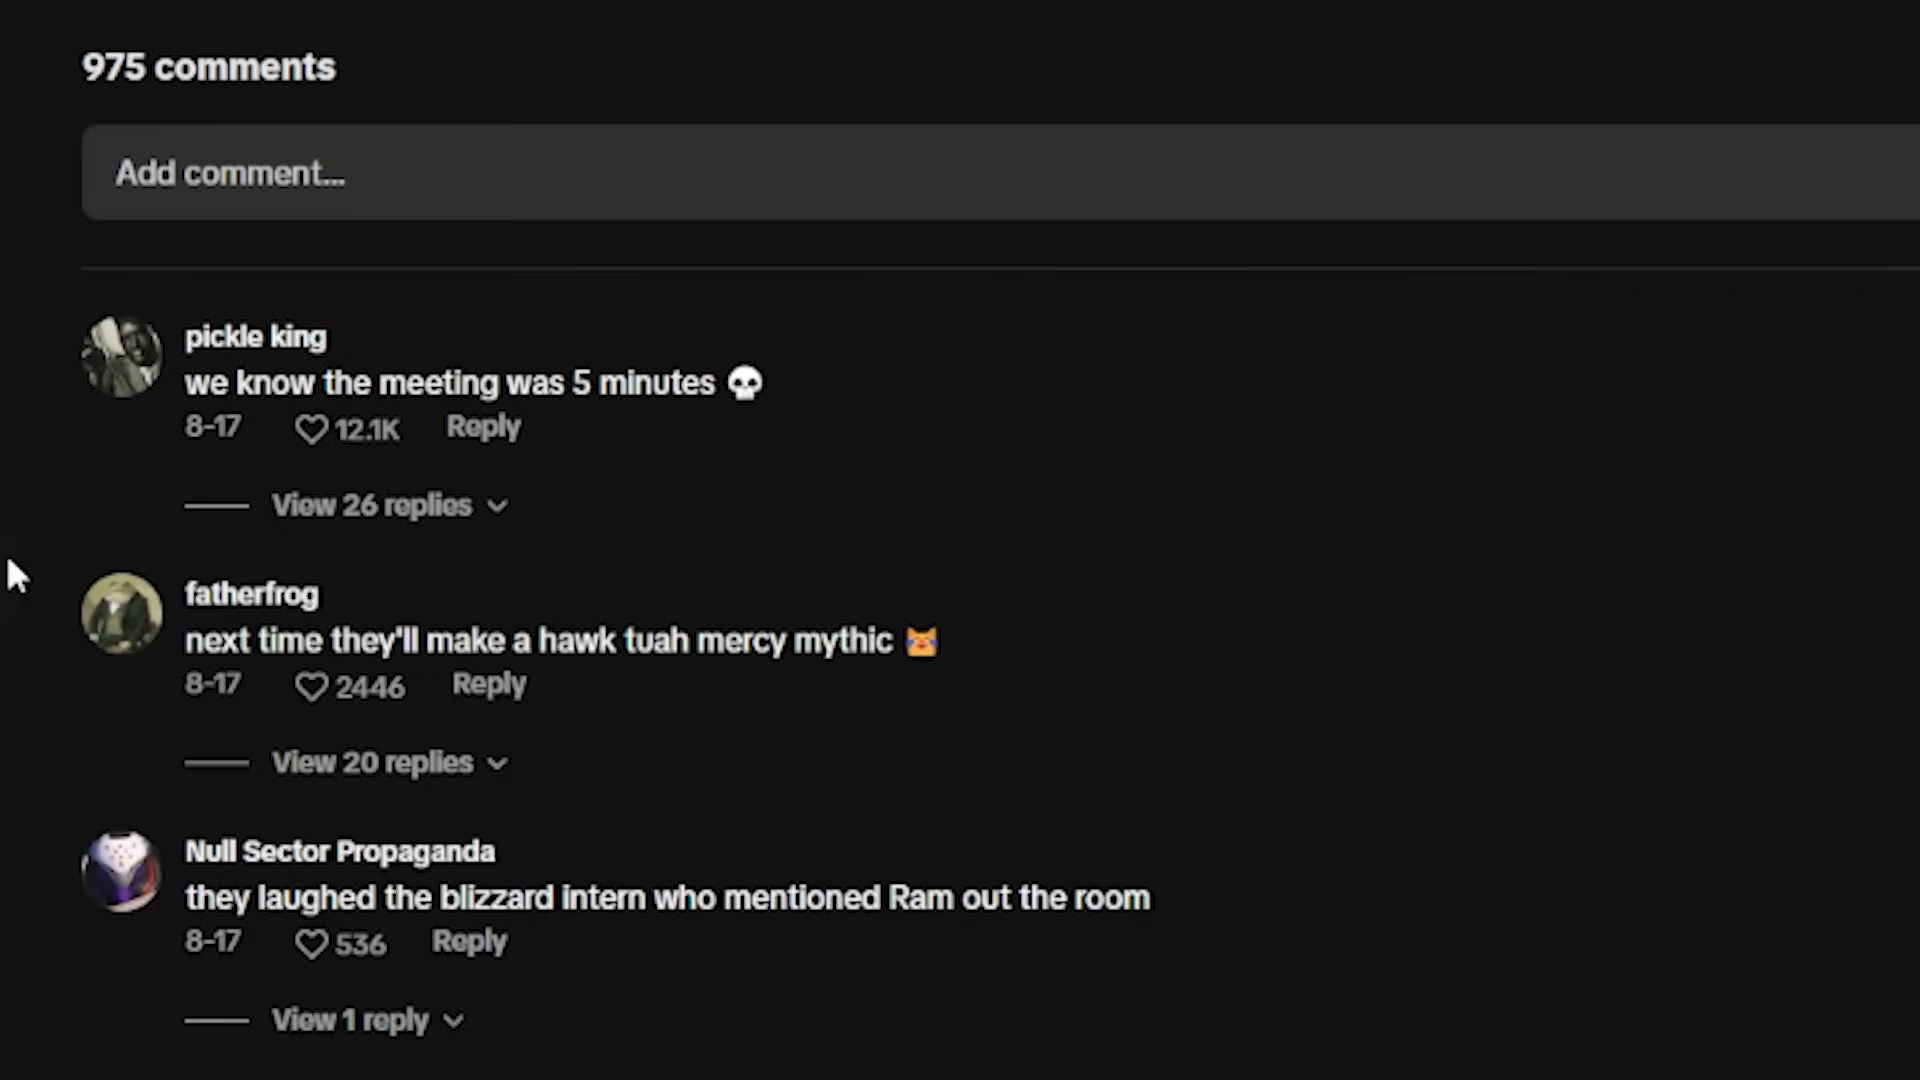 975 comments
Add comment...
pickle king
we know the meeting was 5 minutes 💀
8-17 12.1K Reply
View 26 replies
fatherfrog
next time they'll make a hawk tuah mercy mythic 😹
8-17 2446 Reply
View 20 replies
Null Sector Propaganda
they laughed the blizzard intern who mentioned Ram out the room
8-17 536 Reply
View 1 reply